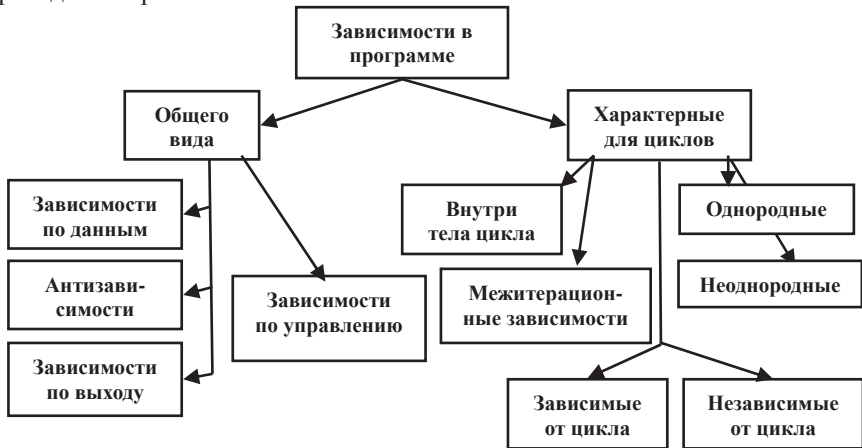 Зависимости в
программе
Общего
вида
Характерные
для циклов
Зависимости
по данным
Антизави-
симости
Зависимости
по выходу
Зависимости
по управлению
Внутри
тела цикла
Межитерацион-
ные зависимости
Однородные
Неоднородные
Зависимые
от цикла
Независимые
от цикла